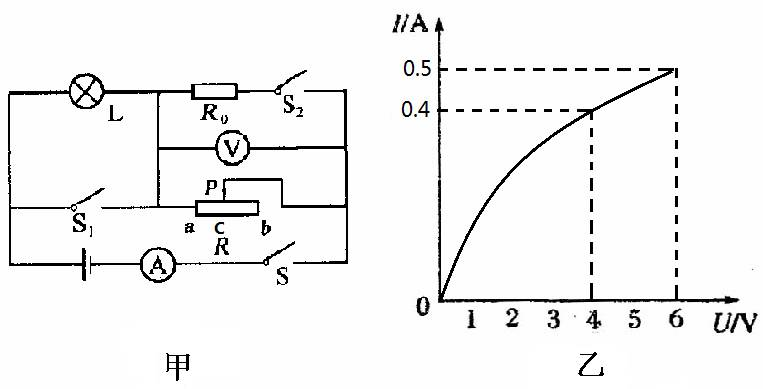 L
R₀
S₂
V
S₁
P
a c b
R
A
S
甲
I/A
0.5
0.4
0 1 2 3 4 5 6 U/V
乙